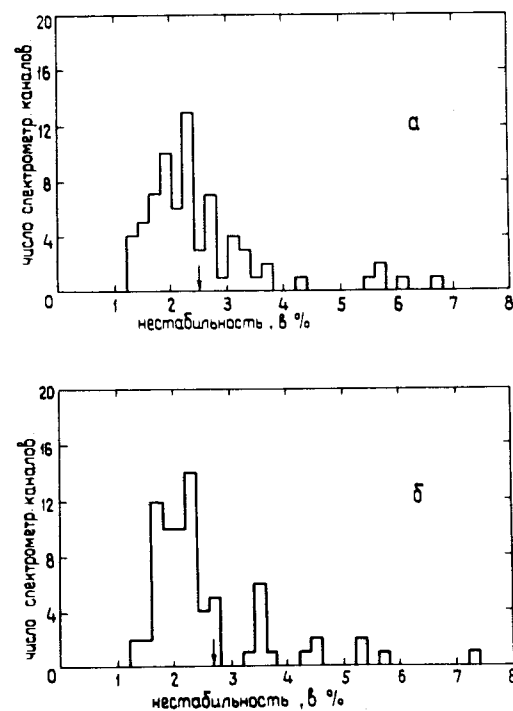 20
16
12
8
4
число спектрометр. каналов
а
0 1 2 3 4 5 6 7 8
нестабильность, в %
20
16
12
8
4
число спектрометр. каналов
б
0 1 2 3 4 5 6 7 8
нестабильность, в %